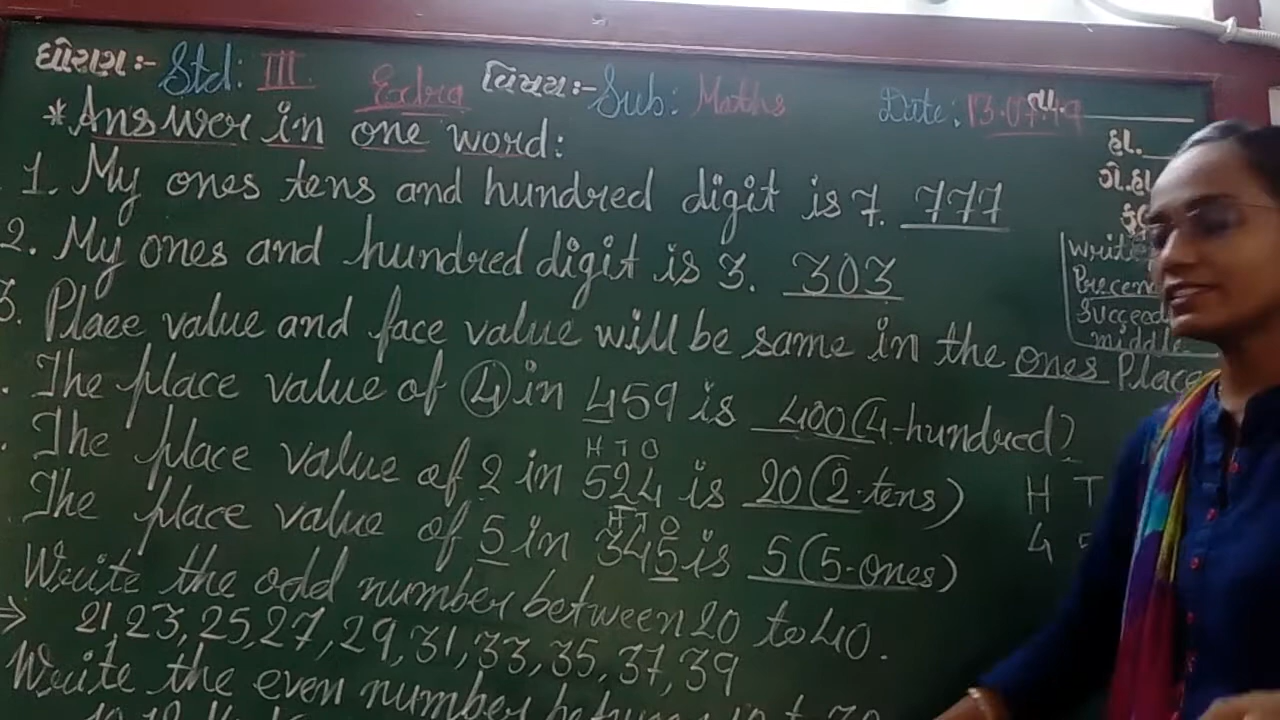 ધોરણ:- Std: III Extra વિષય:- Sub: Maths Date: તા.
હા.
* Answer in one word:
1. My ones tens and hundred digit is 7. 777
2. My ones and hundred digit is 3. 303
3. Place value and face value will be same in the ones Place
The place value of 4 in 459 is 400(4-hundred)
H T O
The place value of 2 in 524 is 20(2-tens)
H T O
The place value of 5 in 345 is 5(5-ones)
Write the odd number between 20 to 40.
⇒ 21, 23, 25, 27, 29, 31, 33, 35, 37, 39
Write the even number
Write
middle
H T
4